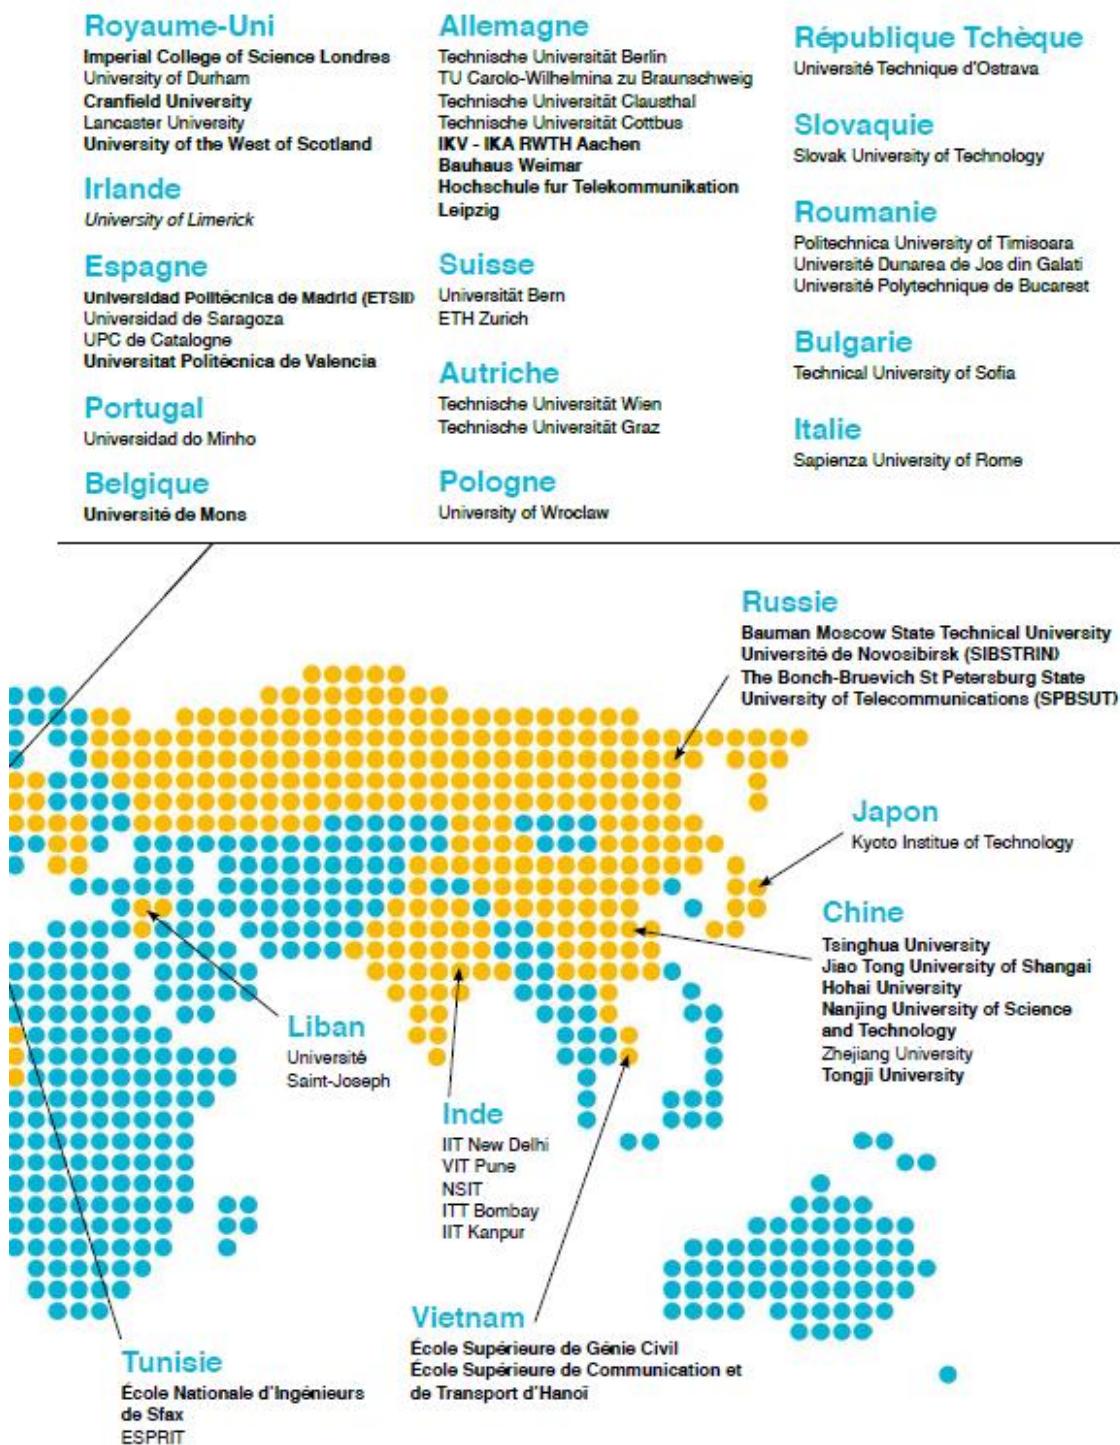 Royaume-Uni
Imperial College of Science Londres
University of Durham
Cranfield University
Lancaster University
University of the West of Scotland
Irlande
University of Limerick
Espagne
Universidad Politécnica de Madrid (ETSII)
Universidad de Saragoza
UPC de Catalogne
Universitat Politécnica de Valencia
Portugal
Universidad do Minho
Belgique
Université de Mons
Allemagne
Technische Universität Berlin
TU Carolo-Wilhelmina zu Braunschweig
Technische Universität Clausthal
Technische Universität Cottbus
IKV - IKA RWTH Aachen
Bauhaus Weimar
Hochschule fur Telekommunikation
Leipzig
Suisse
Universität Bern
ETH Zurich
Autriche
Technische Universität Wien
Technische Universität Graz
Pologne
University of Wroclaw
République Tchèque
Université Technique d'Ostrava
Slovaquie
Slovak University of Technology
Roumanie
Politechnica University of Timisoara
Université Dunarea de Jos din Galati
Université Polytechnique de Bucarest
Bulgarie
Technical University of Sofia
Italie
Sapienza University of Rome
Russie
Bauman Moscow State Technical University
Université de Novosibirsk (SIBSTRIN)
The Bonch-Bruevich St Petersburg State
University of Telecommunications (SPBSUT)
Japon
Kyoto Institue of Technology
Chine
Tsinghua University
Jiao Tong University of Shangai
Hohai University
Nanjing University of Science
and Technology
Zhejiang University
Tongji University
Liban
Université
Saint-Joseph
Inde
IIT New Delhi
VIT Pune
NSIT
ITT Bombay
IIT Kanpur
Vietnam
École Supérieure de Génie Civil
École Supérieure de Communication et
de Transport d'Hanoï
Tunisie
École Nationale d'Ingénieurs
de Sfax
ESPRIT